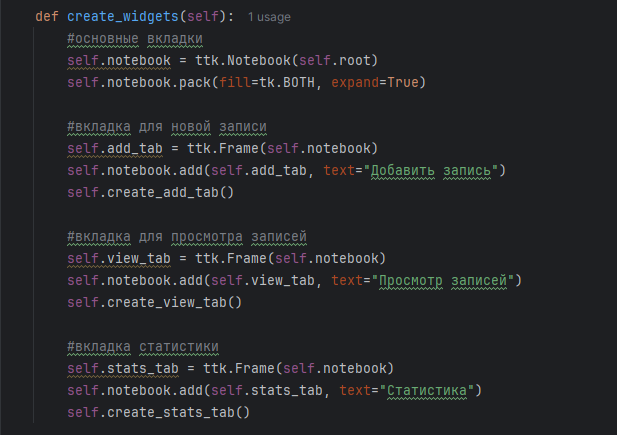 def create_widgets(self): 1 usage
#основные вкладки
self.notebook = ttk.Notebook(self.root)
self.notebook.pack(fill=tk.BOTH, expand=True)
#вкладка для новой записи
self.add_tab = ttk.Frame(self.notebook)
self.notebook.add(self.add_tab, text="Добавить запись")
self.create_add_tab()
#вкладка для просмотра записей
self.view_tab = ttk.Frame(self.notebook)
self.notebook.add(self.view_tab, text="Просмотр записей")
self.create_view_tab()
#вкладка статистики
self.stats_tab = ttk.Frame(self.notebook)
self.notebook.add(self.stats_tab, text="Статистика")
self.create_stats_tab()